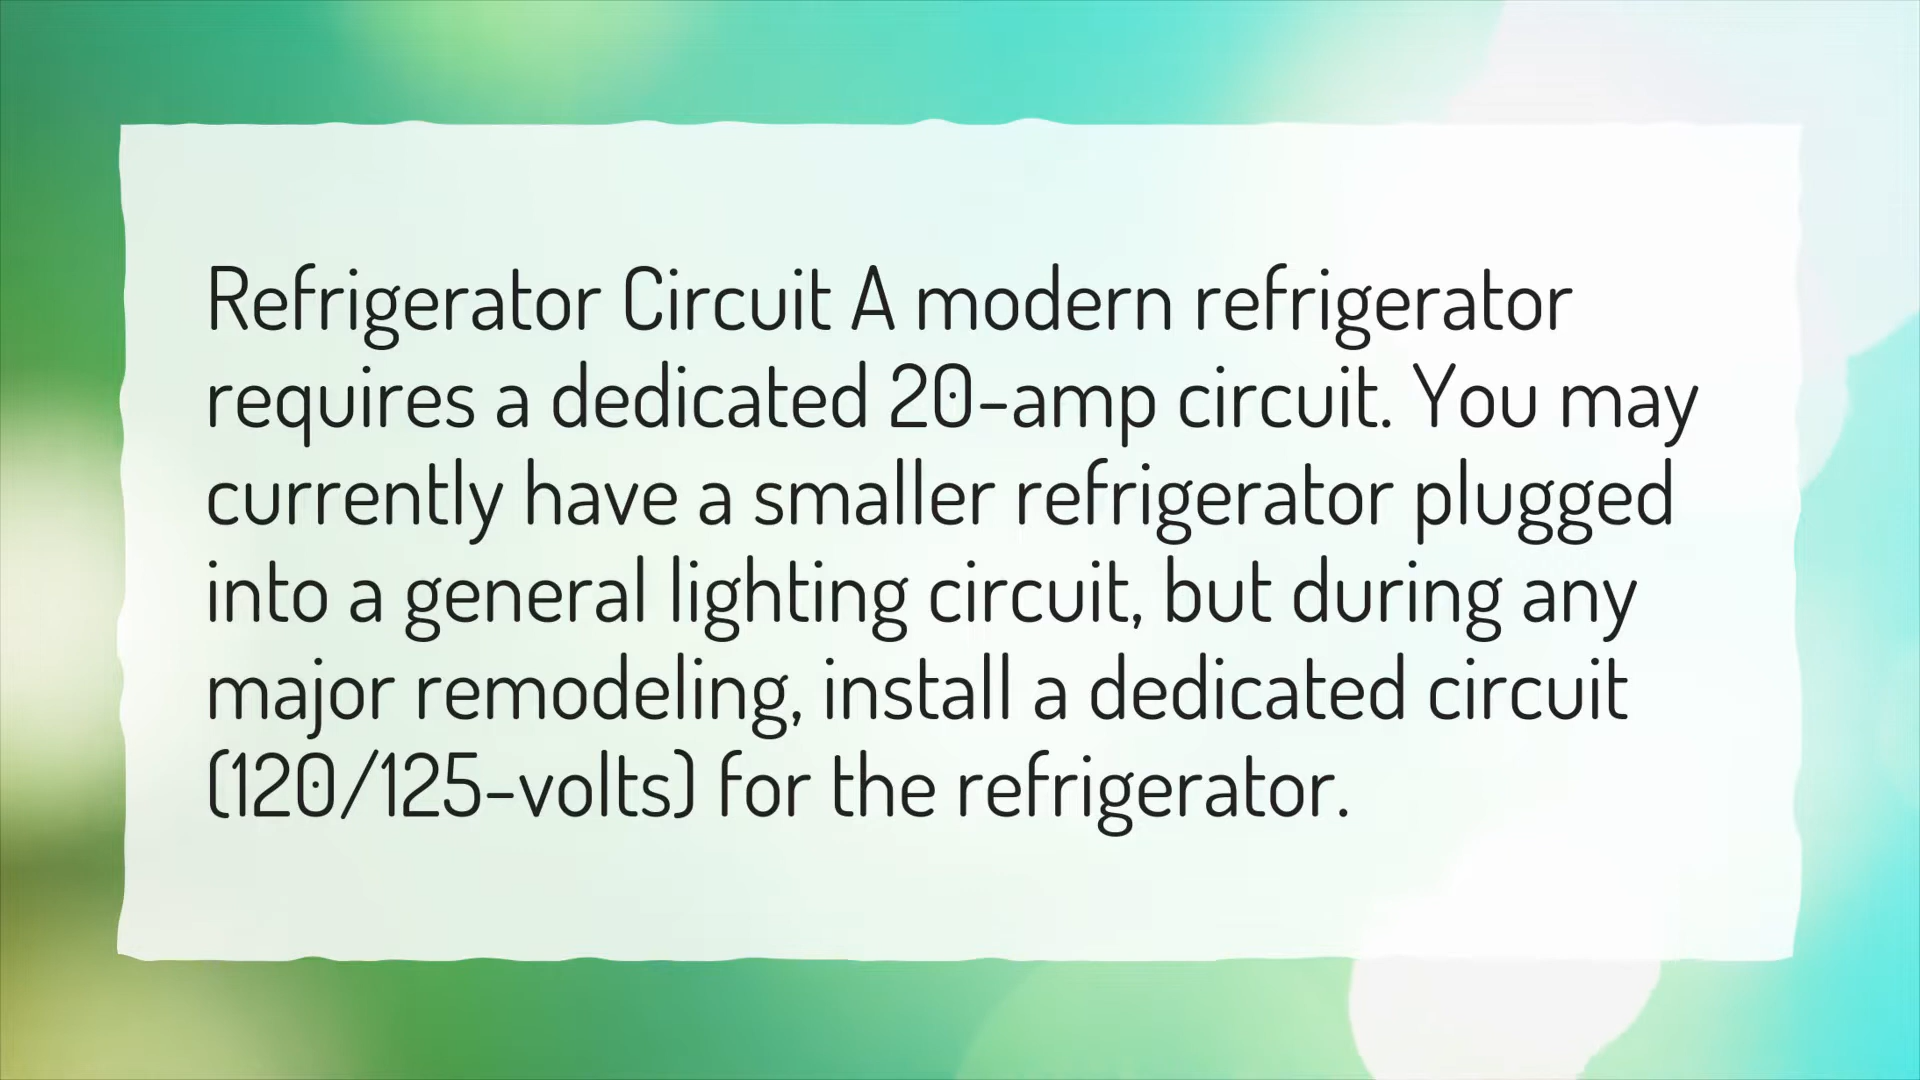 Refrigerator Circuit A modern refrigerator
requires a dedicated 20-amp circuit. You may
currently have a smaller refrigerator plugged
into a general lighting circuit, but during any
major remodeling, install a dedicated circuit
(120/125-volts) for the refrigerator.